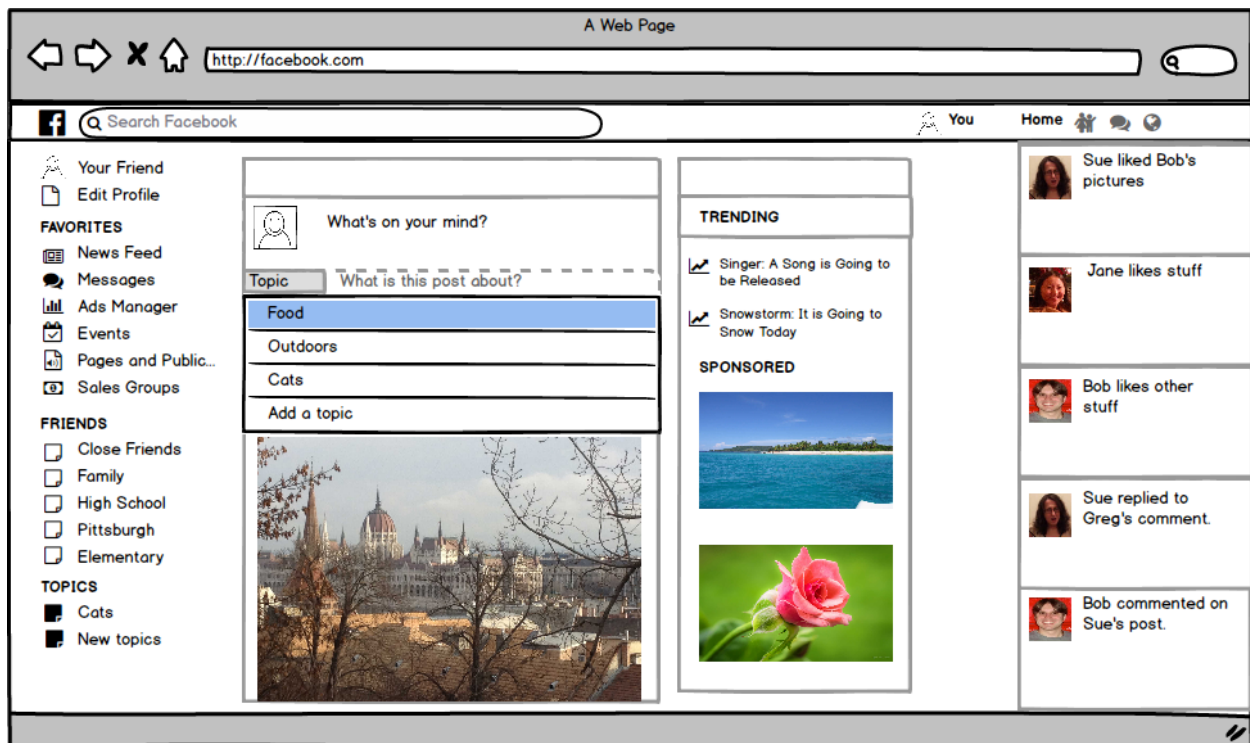 A Web Page
http://facebook.com
Search Facebook
You
Home
Your Friend
Edit Profile
FAVORITES
News Feed
Messages
Ads Manager
Events
Pages and Public...
Sales Groups
FRIENDS
Close Friends
Family
High School
Pittsburgh
Elementary
TOPICS
Cats
New topics
What's on your mind?
Topic
What is this post about?
Food
Outdoors
Cats
Add a topic
TRENDING
Singer: A Song is Going to
be Released
Snowstorm: It is Going to
Snow Today
SPONSORED
Sue liked Bob's
pictures
Jane likes stuff
Bob likes other
stuff
Sue replied to
Greg's comment.
Bob commented on
Sue's post.